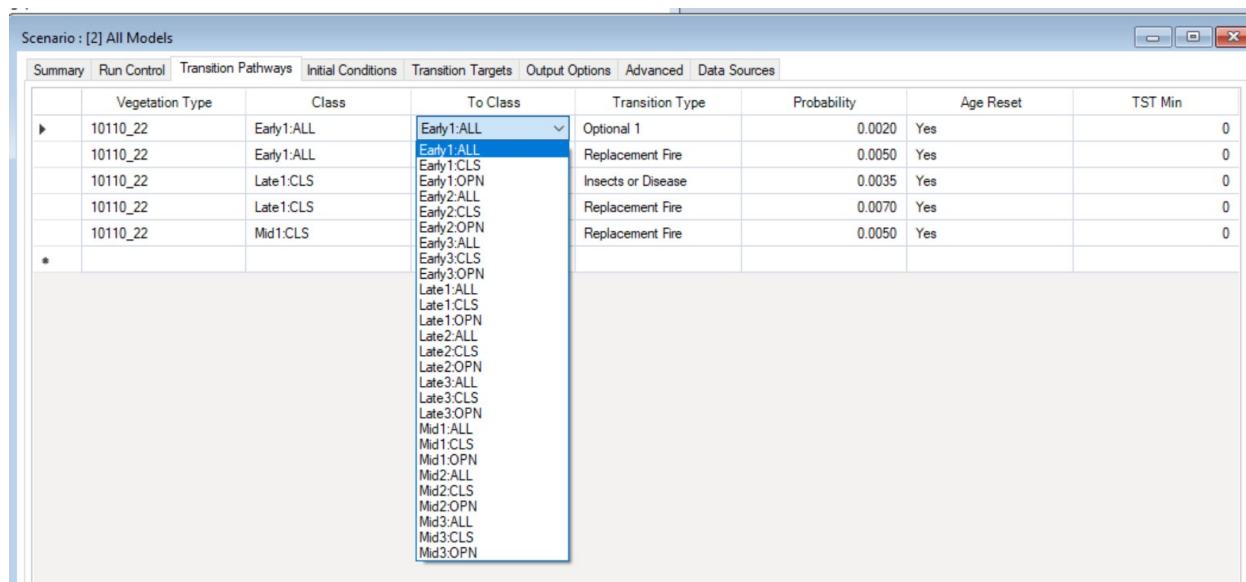 Scenario : [2] All Models
Summary Run Control Transition Pathways Initial Conditions Transition Targets Output Options Advanced Data Sources
Vegetation Type Class To Class Transition Type Probability Age Reset TST Min
10110_22 Early1:ALL Early1:ALL Optional 1 0.0020 Yes 0
10110_22 Early1:ALL Replacement Fire 0.0050 Yes 0
10110_22 Late1:CLS Insects or Disease 0.0035 Yes 0
10110_22 Late1:CLS Replacement Fire 0.0070 Yes 0
10110_22 Mid1:CLS Replacement Fire 0.0050 Yes 0
Early1:ALL
Early1:CLS
Early1:OPN
Early2:ALL
Early2:CLS
Early2:OPN
Early3:ALL
Early3:CLS
Early3:OPN
Late1:ALL
Late1:CLS
Late1:OPN
Late2:ALL
Late2:CLS
Late2:OPN
Late3:ALL
Late3:CLS
Late3:OPN
Mid1:ALL
Mid1:CLS
Mid1:OPN
Mid2:ALL
Mid2:CLS
Mid2:OPN
Mid3:ALL
Mid3:CLS
Mid3:OPN